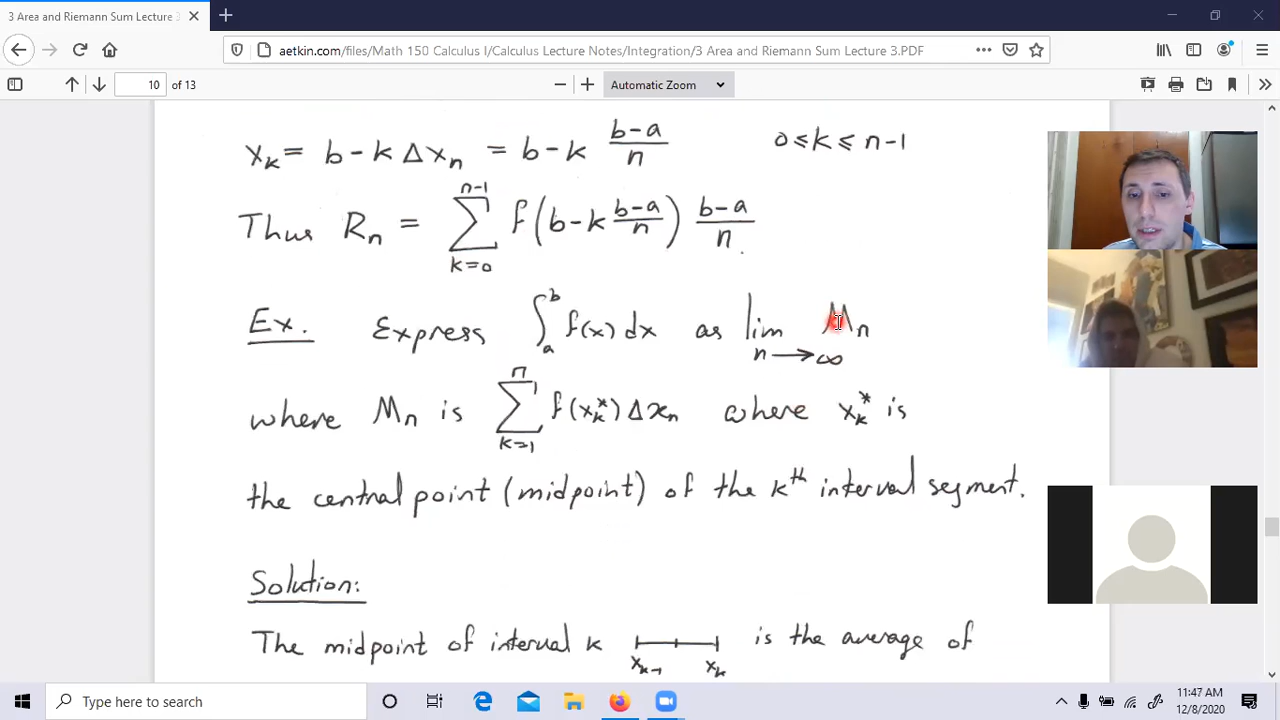 3 Area and Riemann Sum Lecture 3
aetkin.com/files/Math 150 Calculus I/Calculus Lecture Notes/Integration/3 Area and Riemann Sum Lecture 3.PDF
10 of 13
Automatic Zoom
x_k = b - k Δx_n = b - k (b-a)/n    0 ≤ k ≤ n-1
Thus R_n = Σ_{k=0}^{n-1} f(b - k (b-a)/n) (b-a)/n.
Ex. Express ∫_a^b f(x) dx as lim_{n→∞} M_n
where M_n is Σ_{k=1}^{n} f(x_k^*) Δx_n where x_k^* is
the central point (midpoint) of the k^th interval segment.
Solution:
The midpoint of interval k x_{k-1} x_k is the average of
Type here to search
11:47 AM
12/8/2020